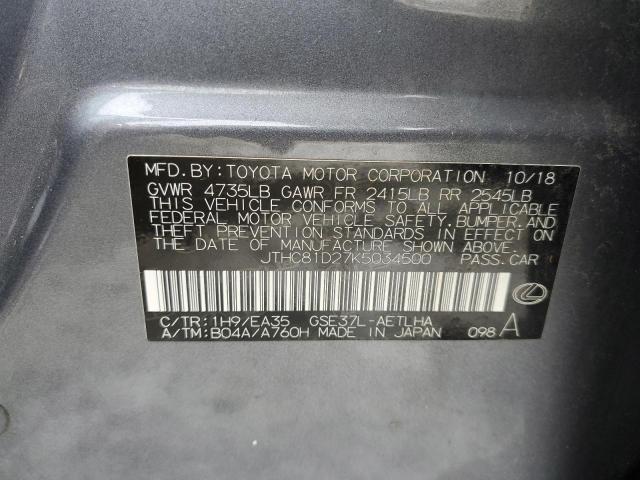 MFD. BY: TOYOTA MOTOR CORPORATION 10/18
GVWR 4735LB GAWR FR 2415LB RR 2545LB
THIS VEHICLE CONFORMS TO ALL APPLICABLE
FEDERAL MOTOR VEHICLE SAFETY, BUMPER, AND
THEFT PREVENTION STANDARDS IN EFFECT ON
THE DATE OF MANUFACTURE SHOWN ABOVE.
JTHC81D27K5034500 PASS. CAR
C/TR: 1H9/EA35 GSE37L-AETLHA
A/TM: B04A/A760H MADE IN JAPAN 098 A